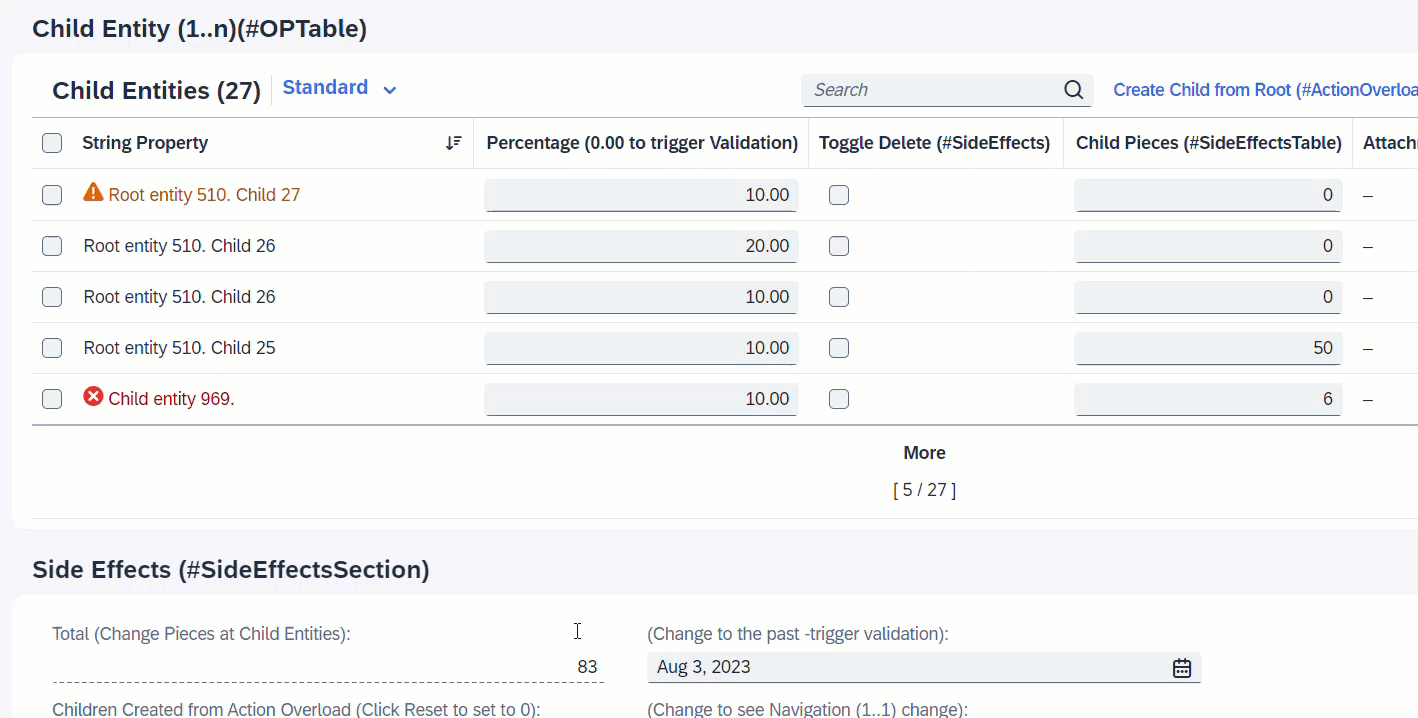 Child Entity (1..n)(#OPTable)
Child Entities (27) Standard Search Create Child from Root (#ActionOverloa
String Property Percentage (0.00 to trigger Validation) Toggle Delete (#SideEffects) Child Pieces (#SideEffectsTable) Attachr
Root entity 510. Child 27 10.00 0 –
Root entity 510. Child 26 20.00 0 –
Root entity 510. Child 26 10.00 0 –
Root entity 510. Child 25 10.00 50 –
Child entity 969. 10.00 6 –
More
[ 5 / 27 ]
Side Effects (#SideEffectsSection)
Total (Change Pieces at Child Entities): (Change to the past -trigger validation):
83 Aug 3, 2023
Children Created from Action Overload (Click Reset to set to 0): (Change to see Navigation (1..1) change):